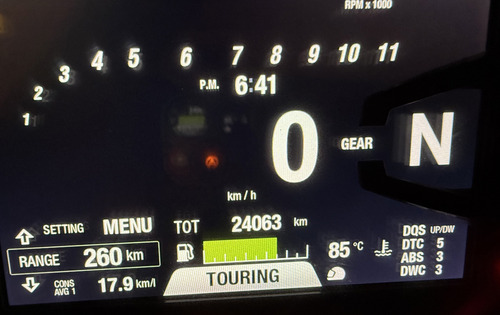 RPM x 1000
1 2 3 4 5 6 7 8 9 10 11
P.M. 6:41
0 GEAR N
km / h
SETTING MENU TOT 24063 km
DQS UP/DW
RANGE 260 km
85 °C
DTC 5
ABS 3
CONS AVG 1 17.9 km/l
TOURING
DWC 3